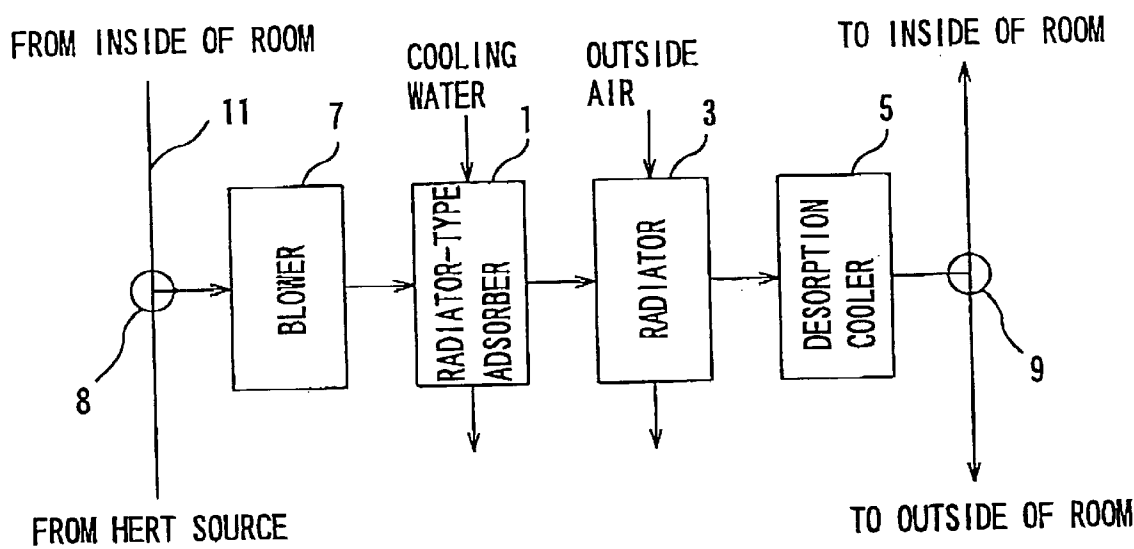 FROM INSIDE OF ROOM
TO INSIDE OF ROOM
COOLING
WATER
OUTSIDE
AIR
11
7
1
3
5
BLOWER
RADIATOR-TYPE
ADSORBER
RADIATOR
DESORPTION
COOLER
8
9
FROM HERT SOURCE
TO OUTSIDE OF ROOM